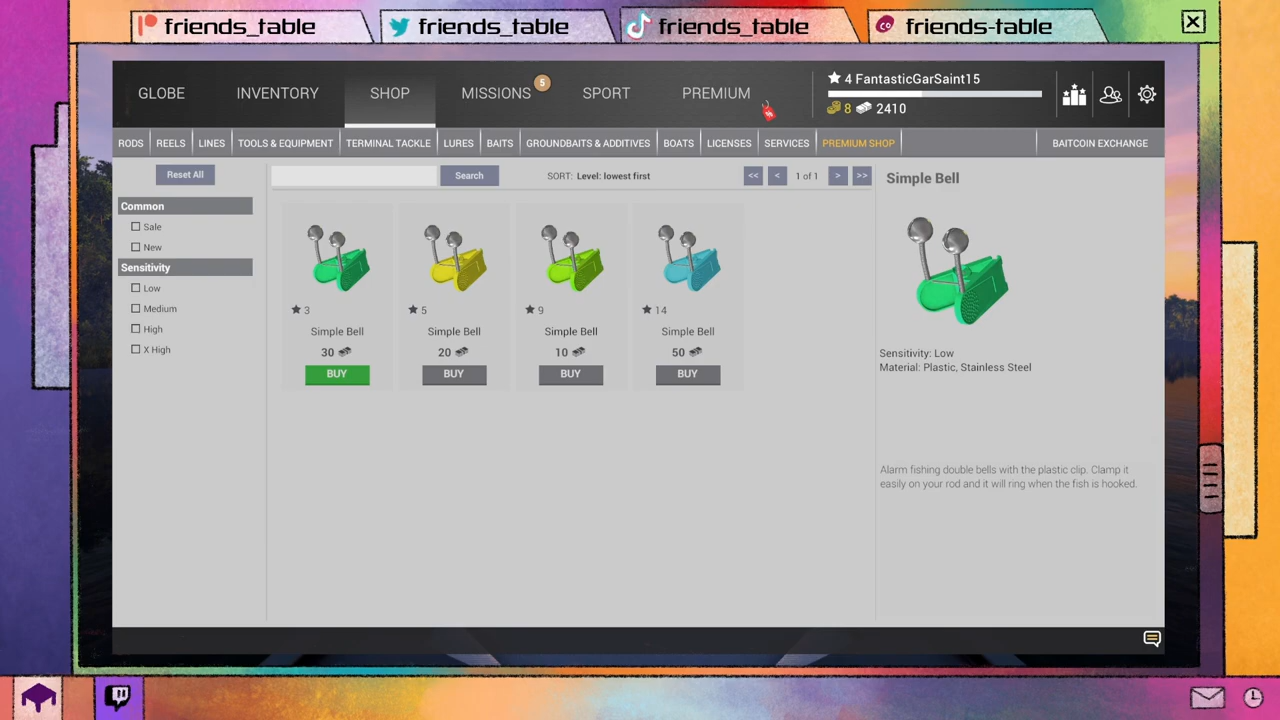 friends_table
friends_table
friends_table
friends-table
GLOBE
INVENTORY
SHOP
MISSIONS
5
SPORT
PREMIUM
%
4 FantasticGarSaint15
8 2410
RODS
REELS
LINES
TOOLS & EQUIPMENT
TERMINAL TACKLE
LURES
BAITS
GROUNDBAITS & ADDITIVES
BOATS
LICENSES
SERVICES
PREMIUM SHOP
BAITCOIN EXCHANGE
Reset All
Search
SORT: Level: lowest first
<< < 1 of 1 > >>
Common
Sale
New
Sensitivity
Low
Medium
High
X High
3
Simple Bell
30
BUY
5
Simple Bell
20
BUY
9
Simple Bell
10
BUY
14
Simple Bell
50
BUY
Simple Bell
Sensitivity: Low
Material: Plastic, Stainless Steel
Alarm fishing double bells with the plastic clip. Clamp it
easily on your rod and it will ring when the fish is hooked.